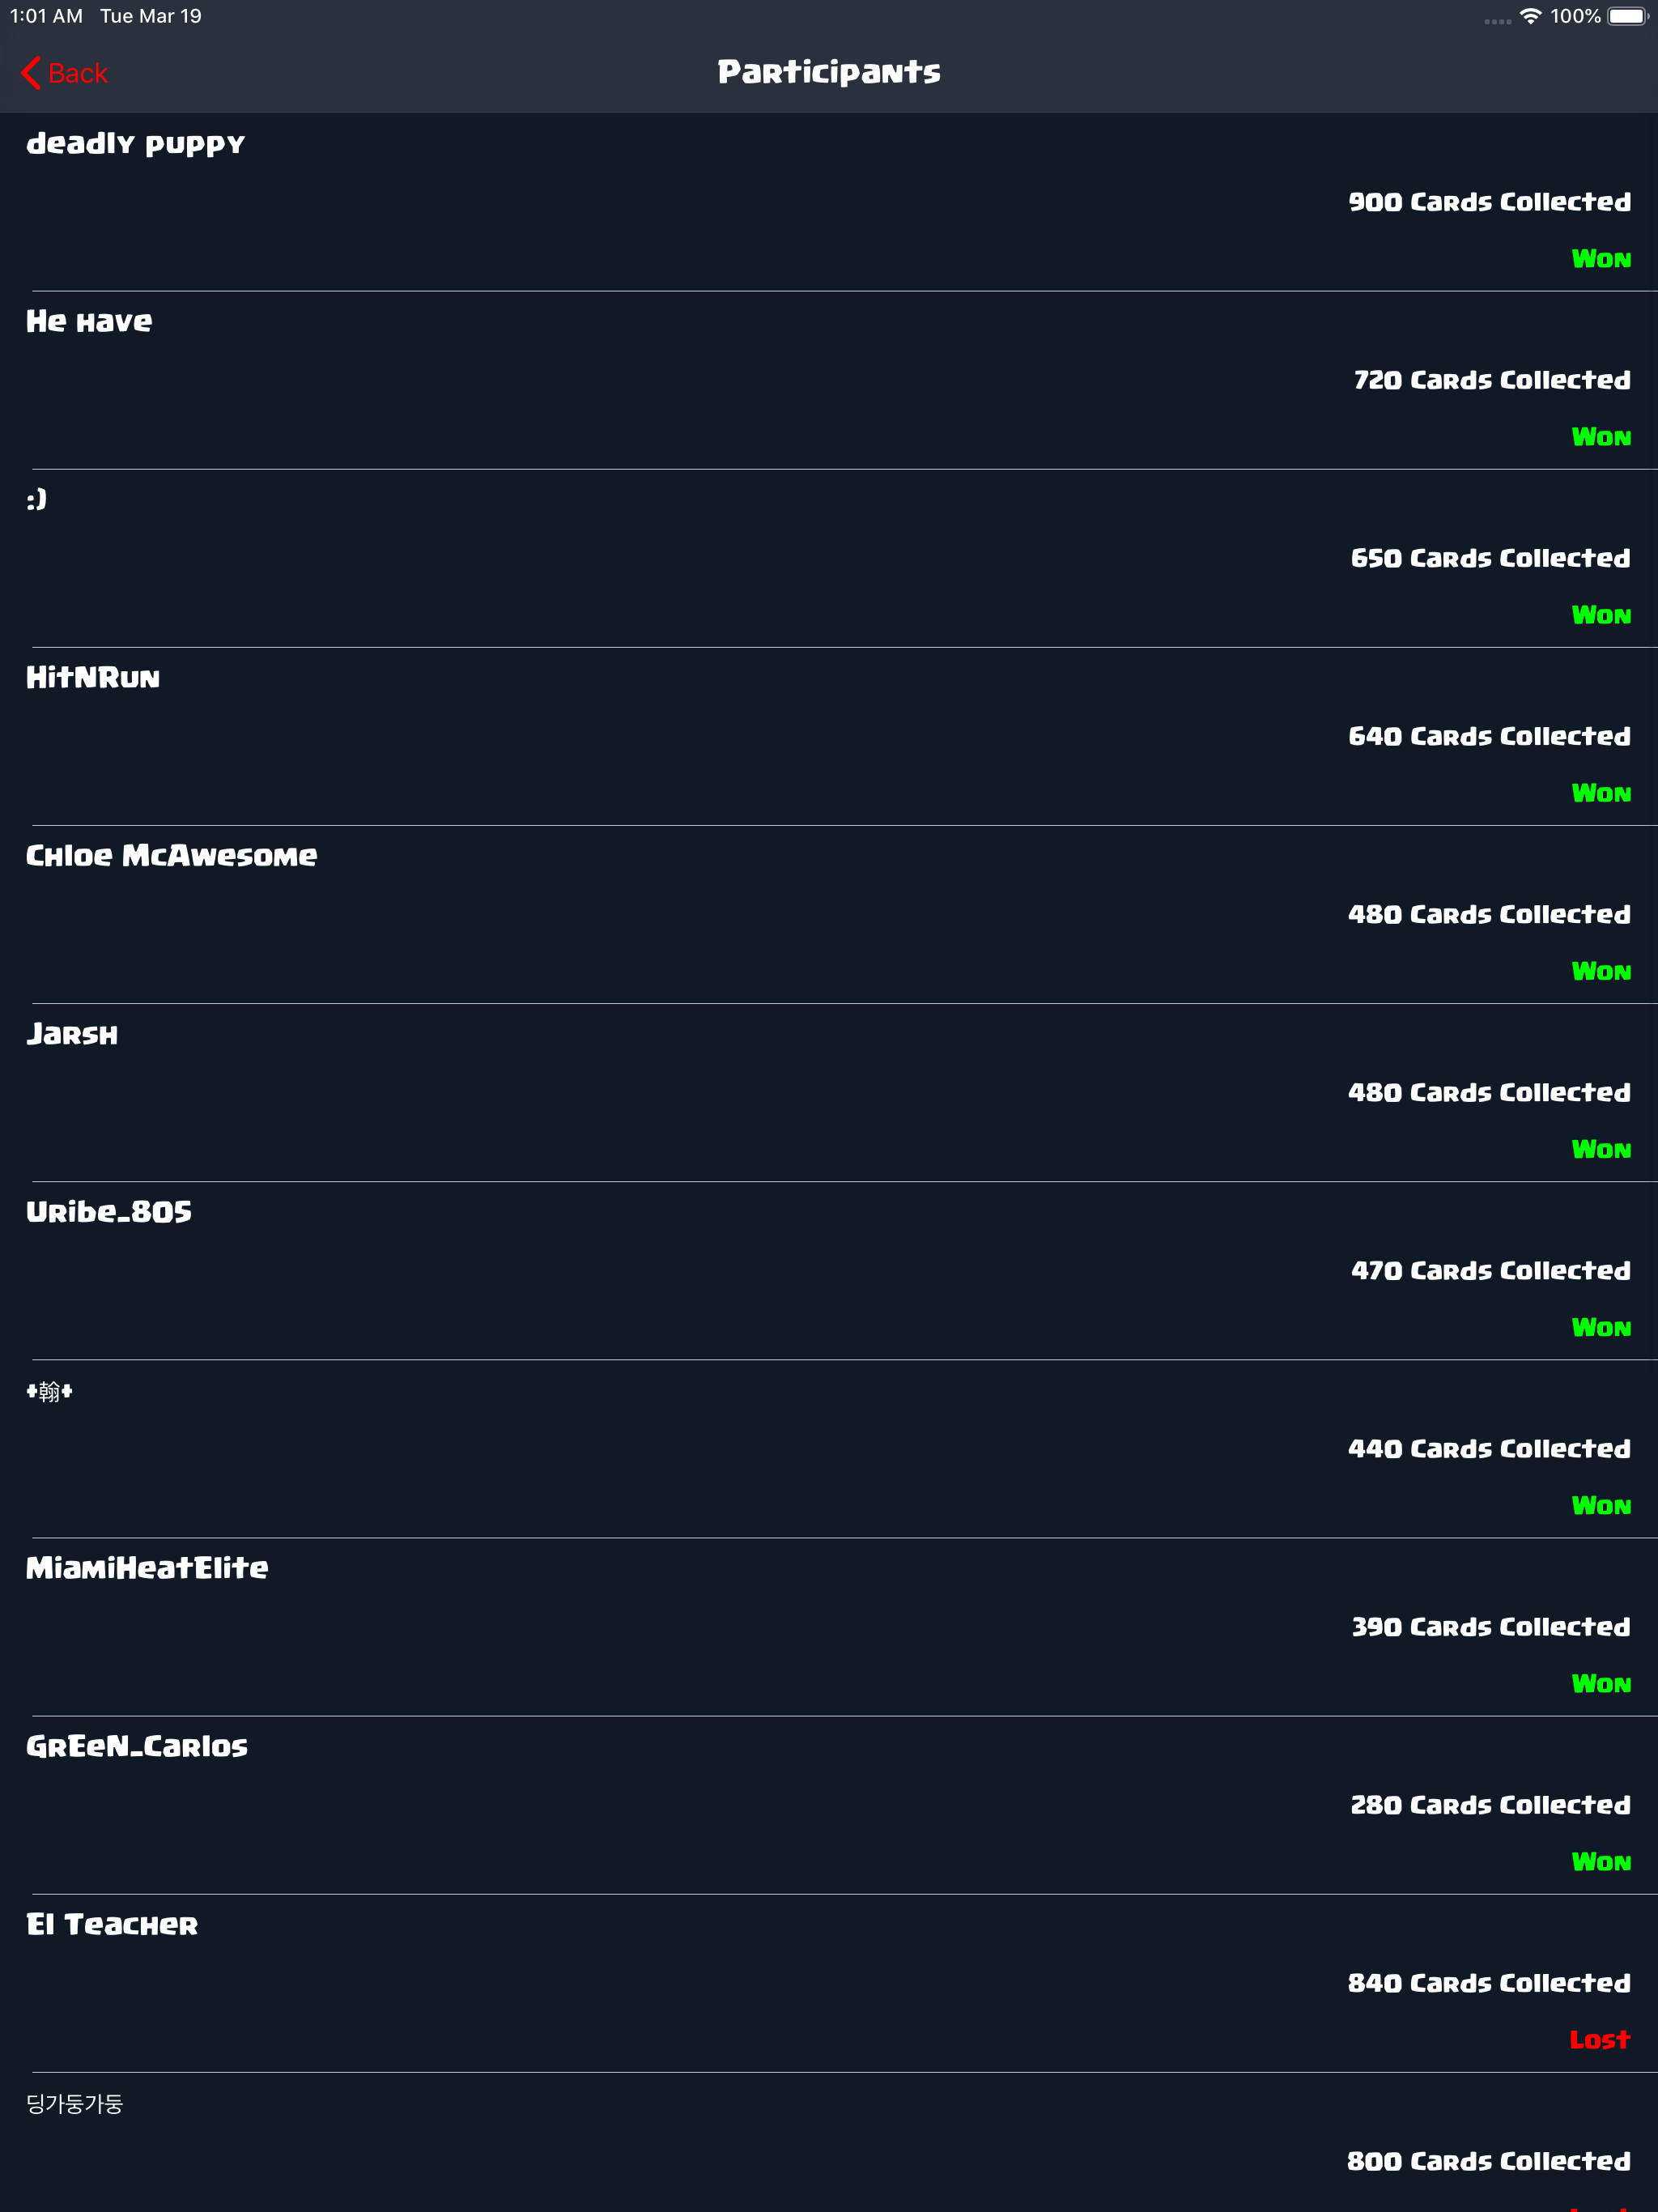 1:01 AM Tue Mar 19 100%
Back Participants
deadly puppy
900 Cards Collected
Won
He have
720 Cards Collected
Won
:)
650 Cards Collected
Won
HitNRun
640 Cards Collected
Won
Chloe McAwesome
480 Cards Collected
Won
Jarsh
480 Cards Collected
Won
Uribe_805
470 Cards Collected
Won
+翰+
440 Cards Collected
Won
MiamiHeatElite
390 Cards Collected
Won
GrEeN_Carlos
280 Cards Collected
Won
El Teacher
840 Cards Collected
Lost
딩가둥가둥
800 Cards Collected